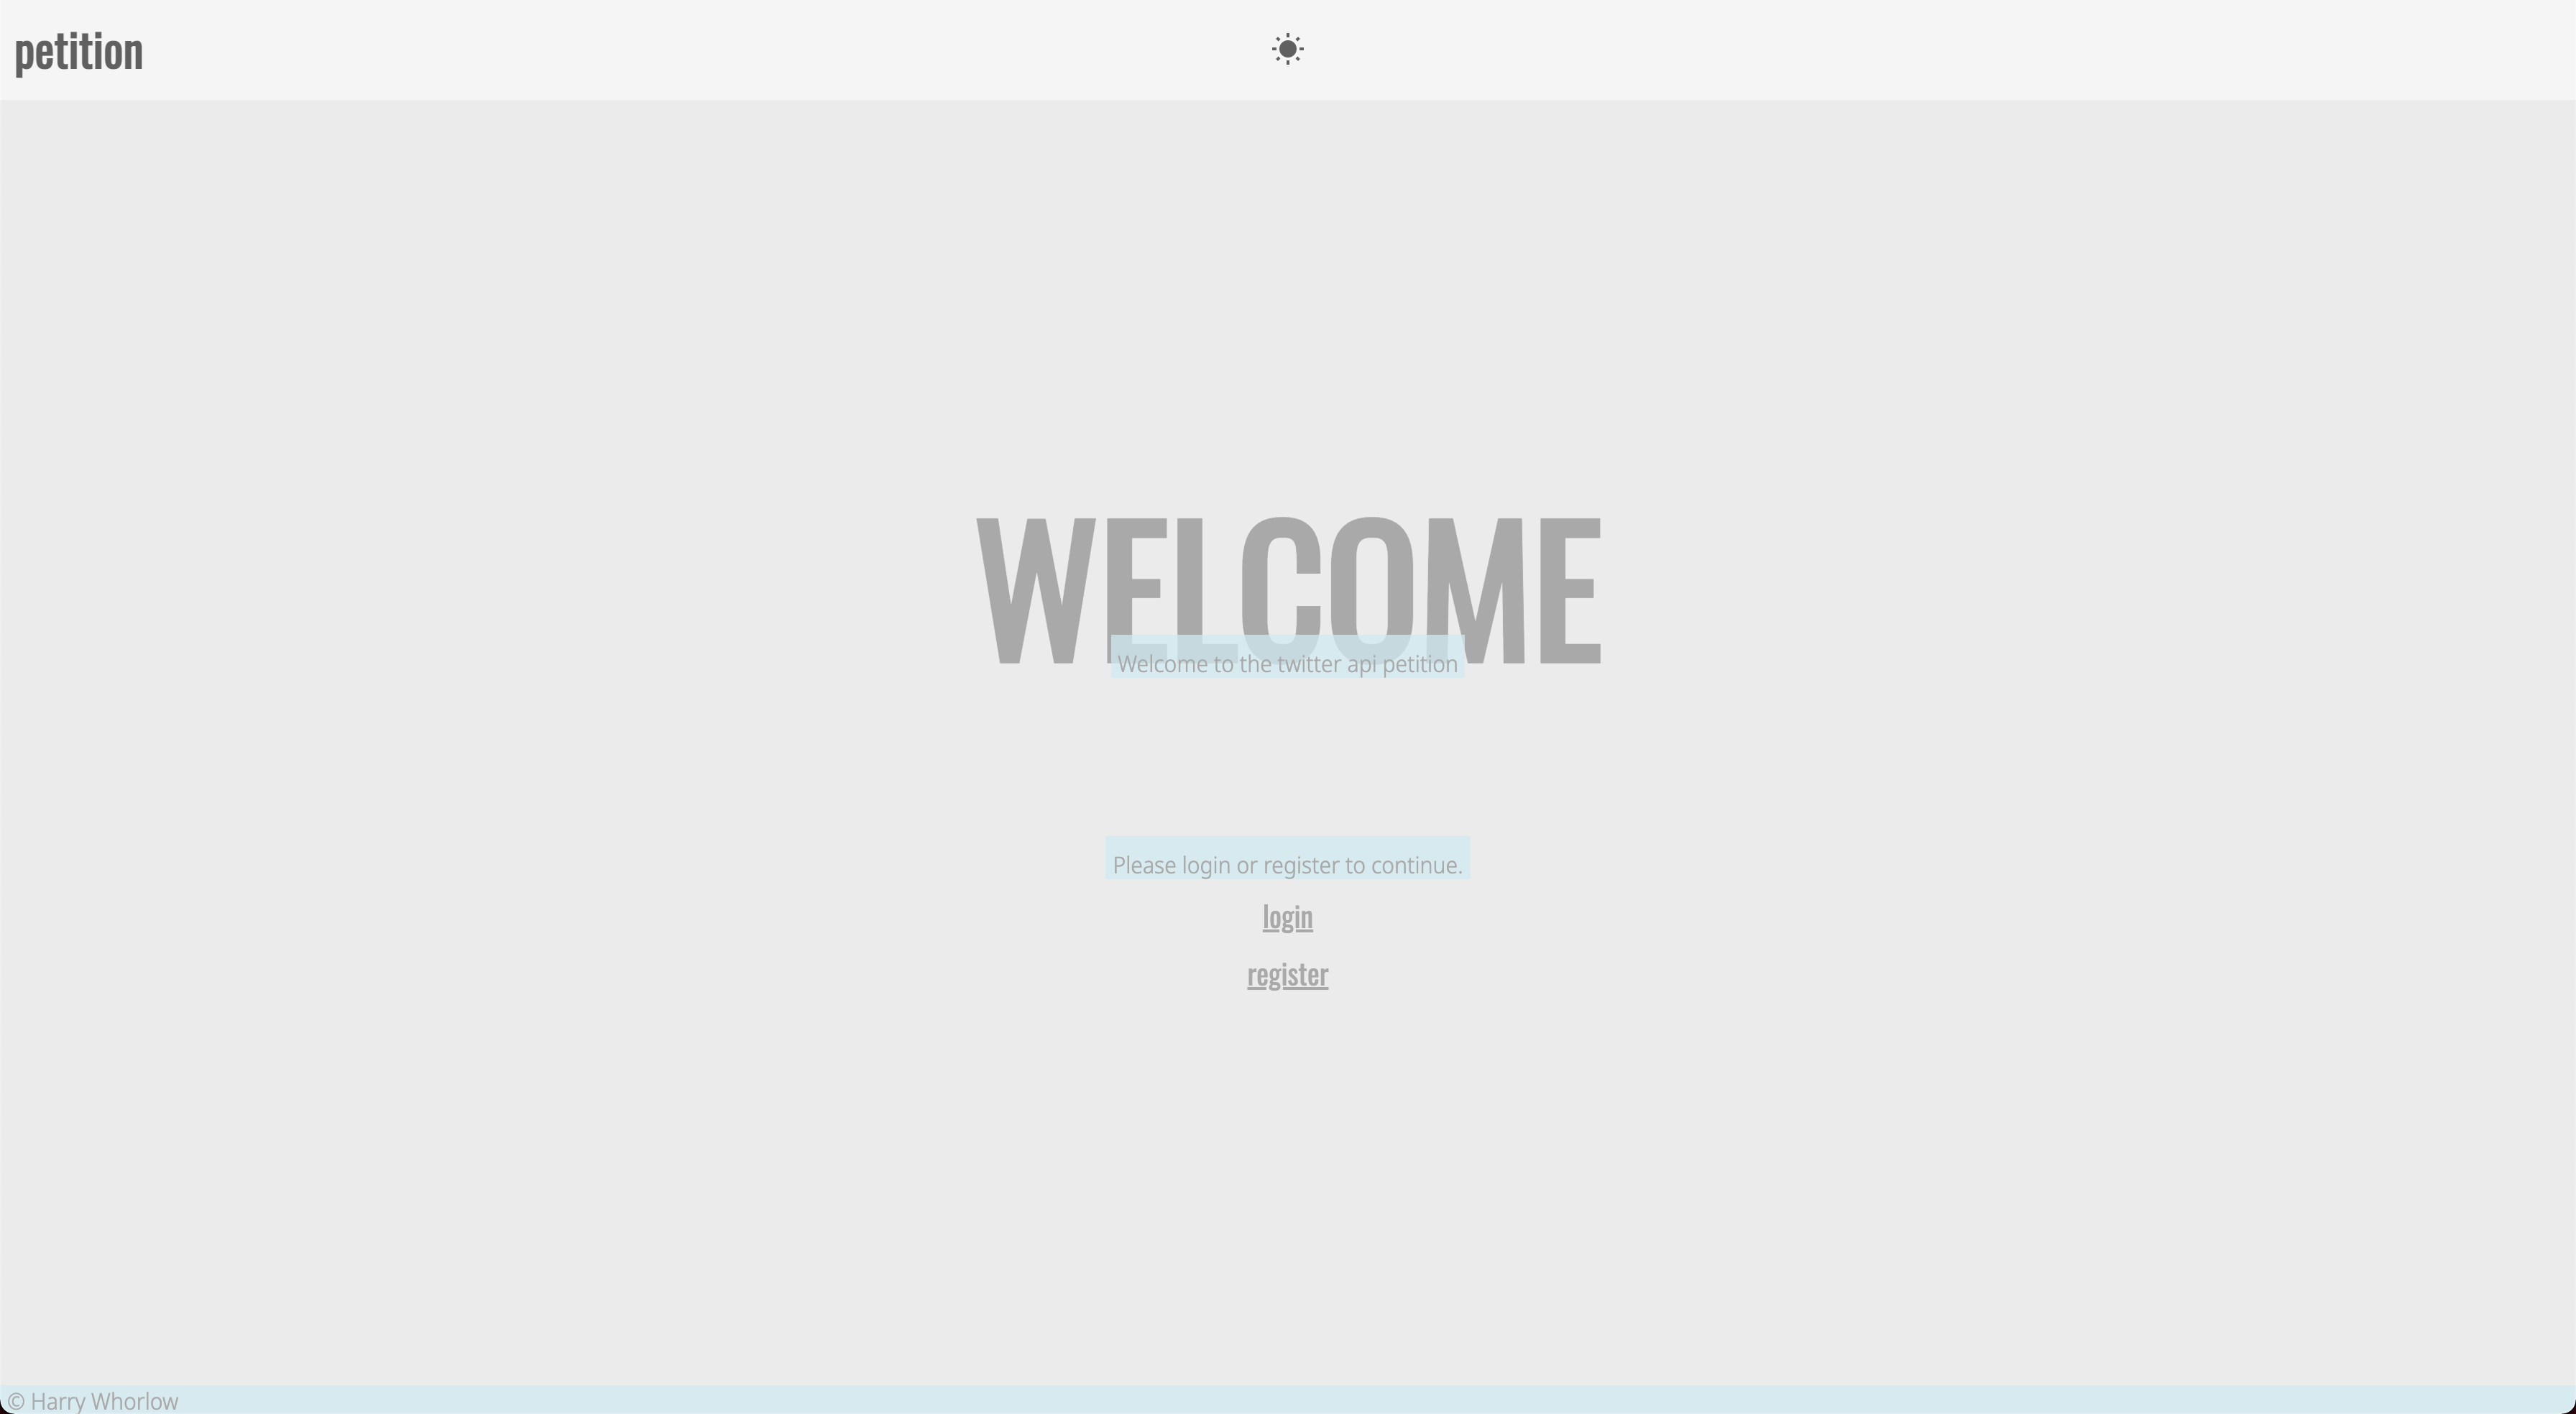 petition
WELCOME
Welcome to the twitter api petition
Please login or register to continue.
login
register
© Harry Whorlow